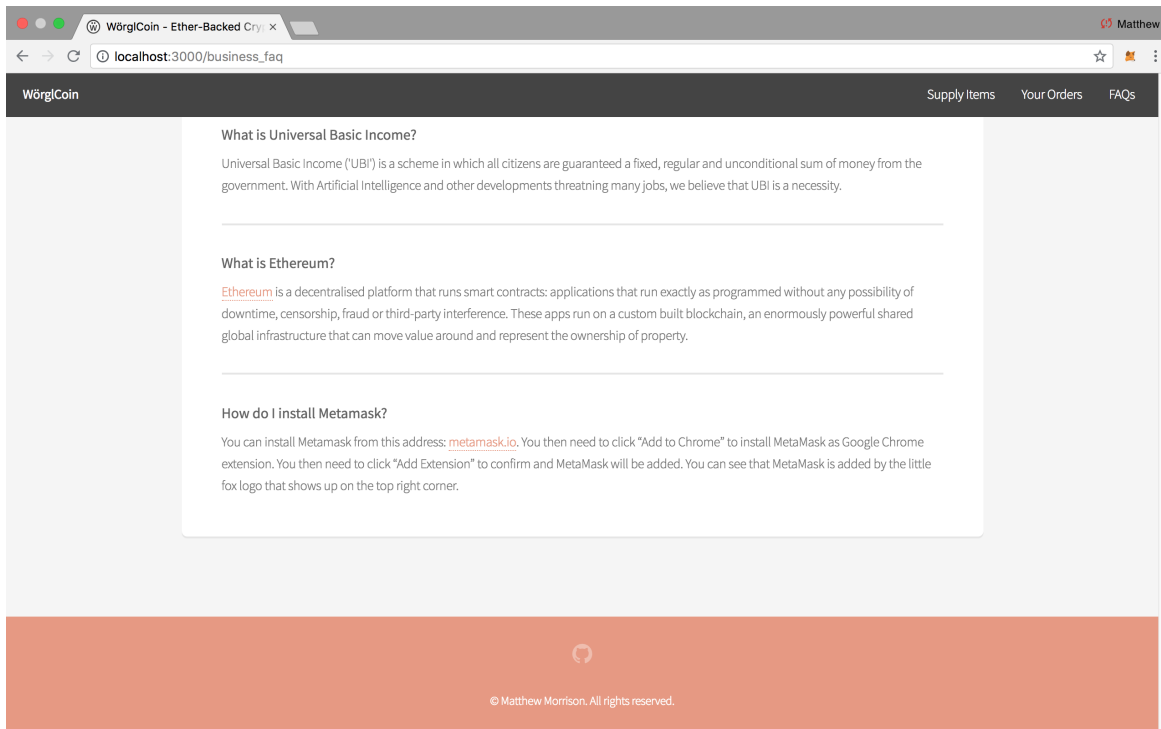 WörglCoin - Ether-Backed Cry
Matthew
localhost:3000/business_faq
WörglCoin
Supply Items Your Orders FAQs
What is Universal Basic Income?
Universal Basic Income ('UBI') is a scheme in which all citizens are guaranteed a fixed, regular and unconditional sum of money from the
government. With Artificial Intelligence and other developments threatning many jobs, we believe that UBI is a necessity.
What is Ethereum?
Ethereum is a decentralised platform that runs smart contracts: applications that run exactly as programmed without any possibility of
downtime, censorship, fraud or third-party interference. These apps run on a custom built blockchain, an enormously powerful shared
global infrastructure that can move value around and represent the ownership of property.
How do I install Metamask?
You can install Metamask from this address: metamask.io. You then need to click “Add to Chrome” to install MetaMask as Google Chrome
extension. You then need to click “Add Extension” to confirm and MetaMask will be added. You can see that MetaMask is added by the little
fox logo that shows up on the top right corner.
© Matthew Morrison. All rights reserved.